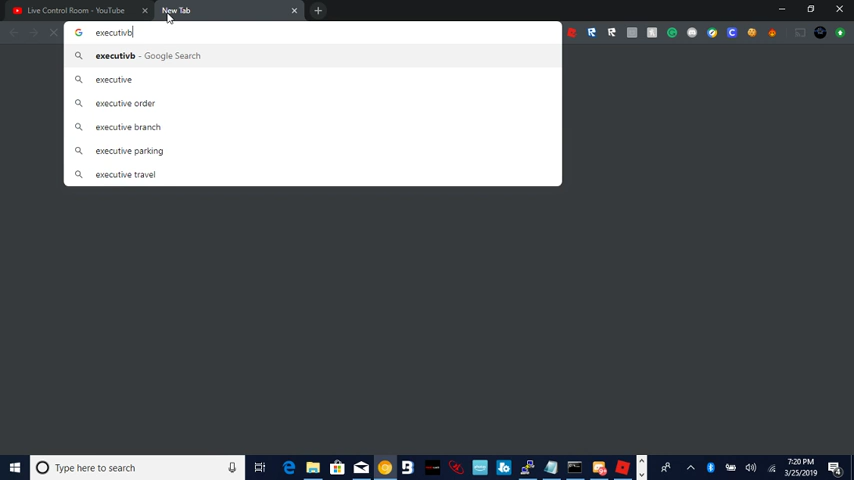 Live Control Room - YouTube
New Tab
executivb
executivb - Google Search
executive
executive order
executive branch
executive parking
executive travel
Type here to search
7:20 PM
3/25/2019
4